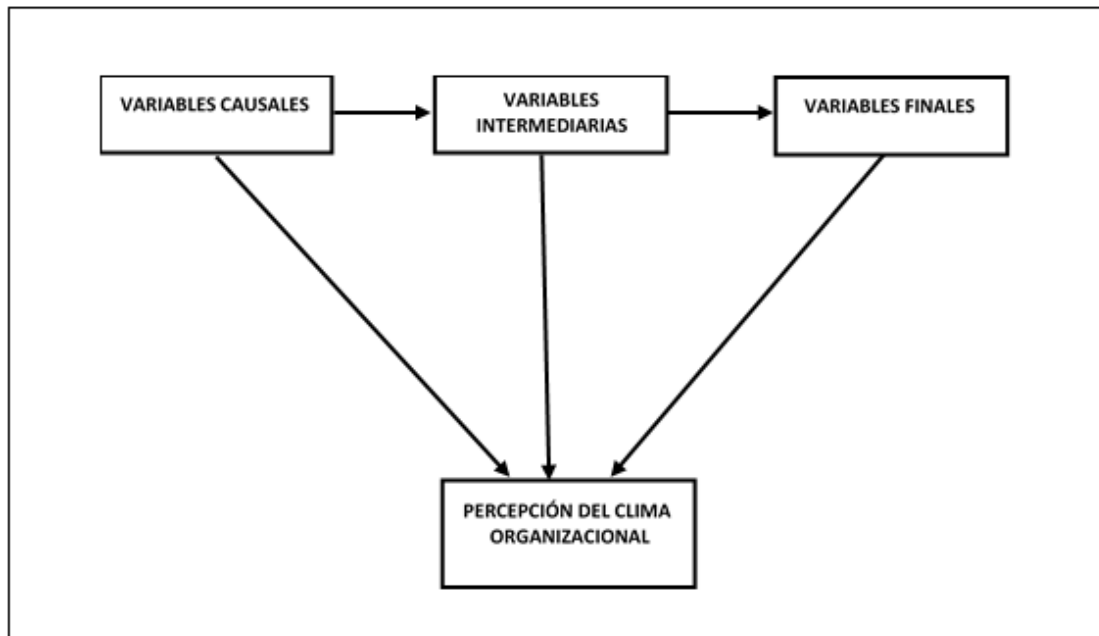 VARIABLES CAUSALES
VARIABLES
INTERMEDIARIAS
VARIABLES FINALES
PERCEPCIÓN DEL CLIMA
ORGANIZACIONAL